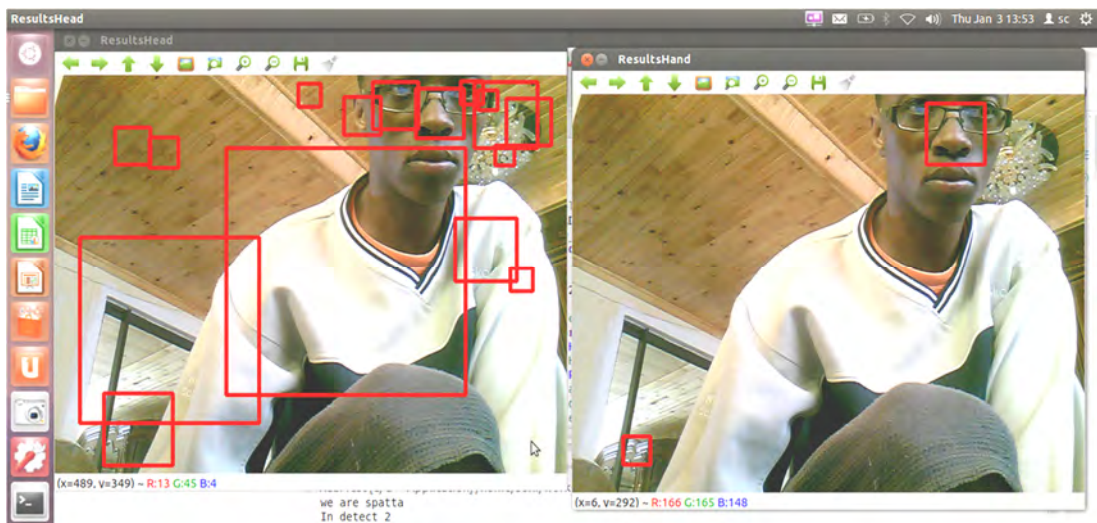 ResultsHead
Thu Jan 3 13:53 sc
ResultsHead
ResultsHand
(x=489, y=349) ~ R:13 G:45 B:4
(x=6, y=292) ~ R:166 G:165 B:148
we are spatta
In detect 2